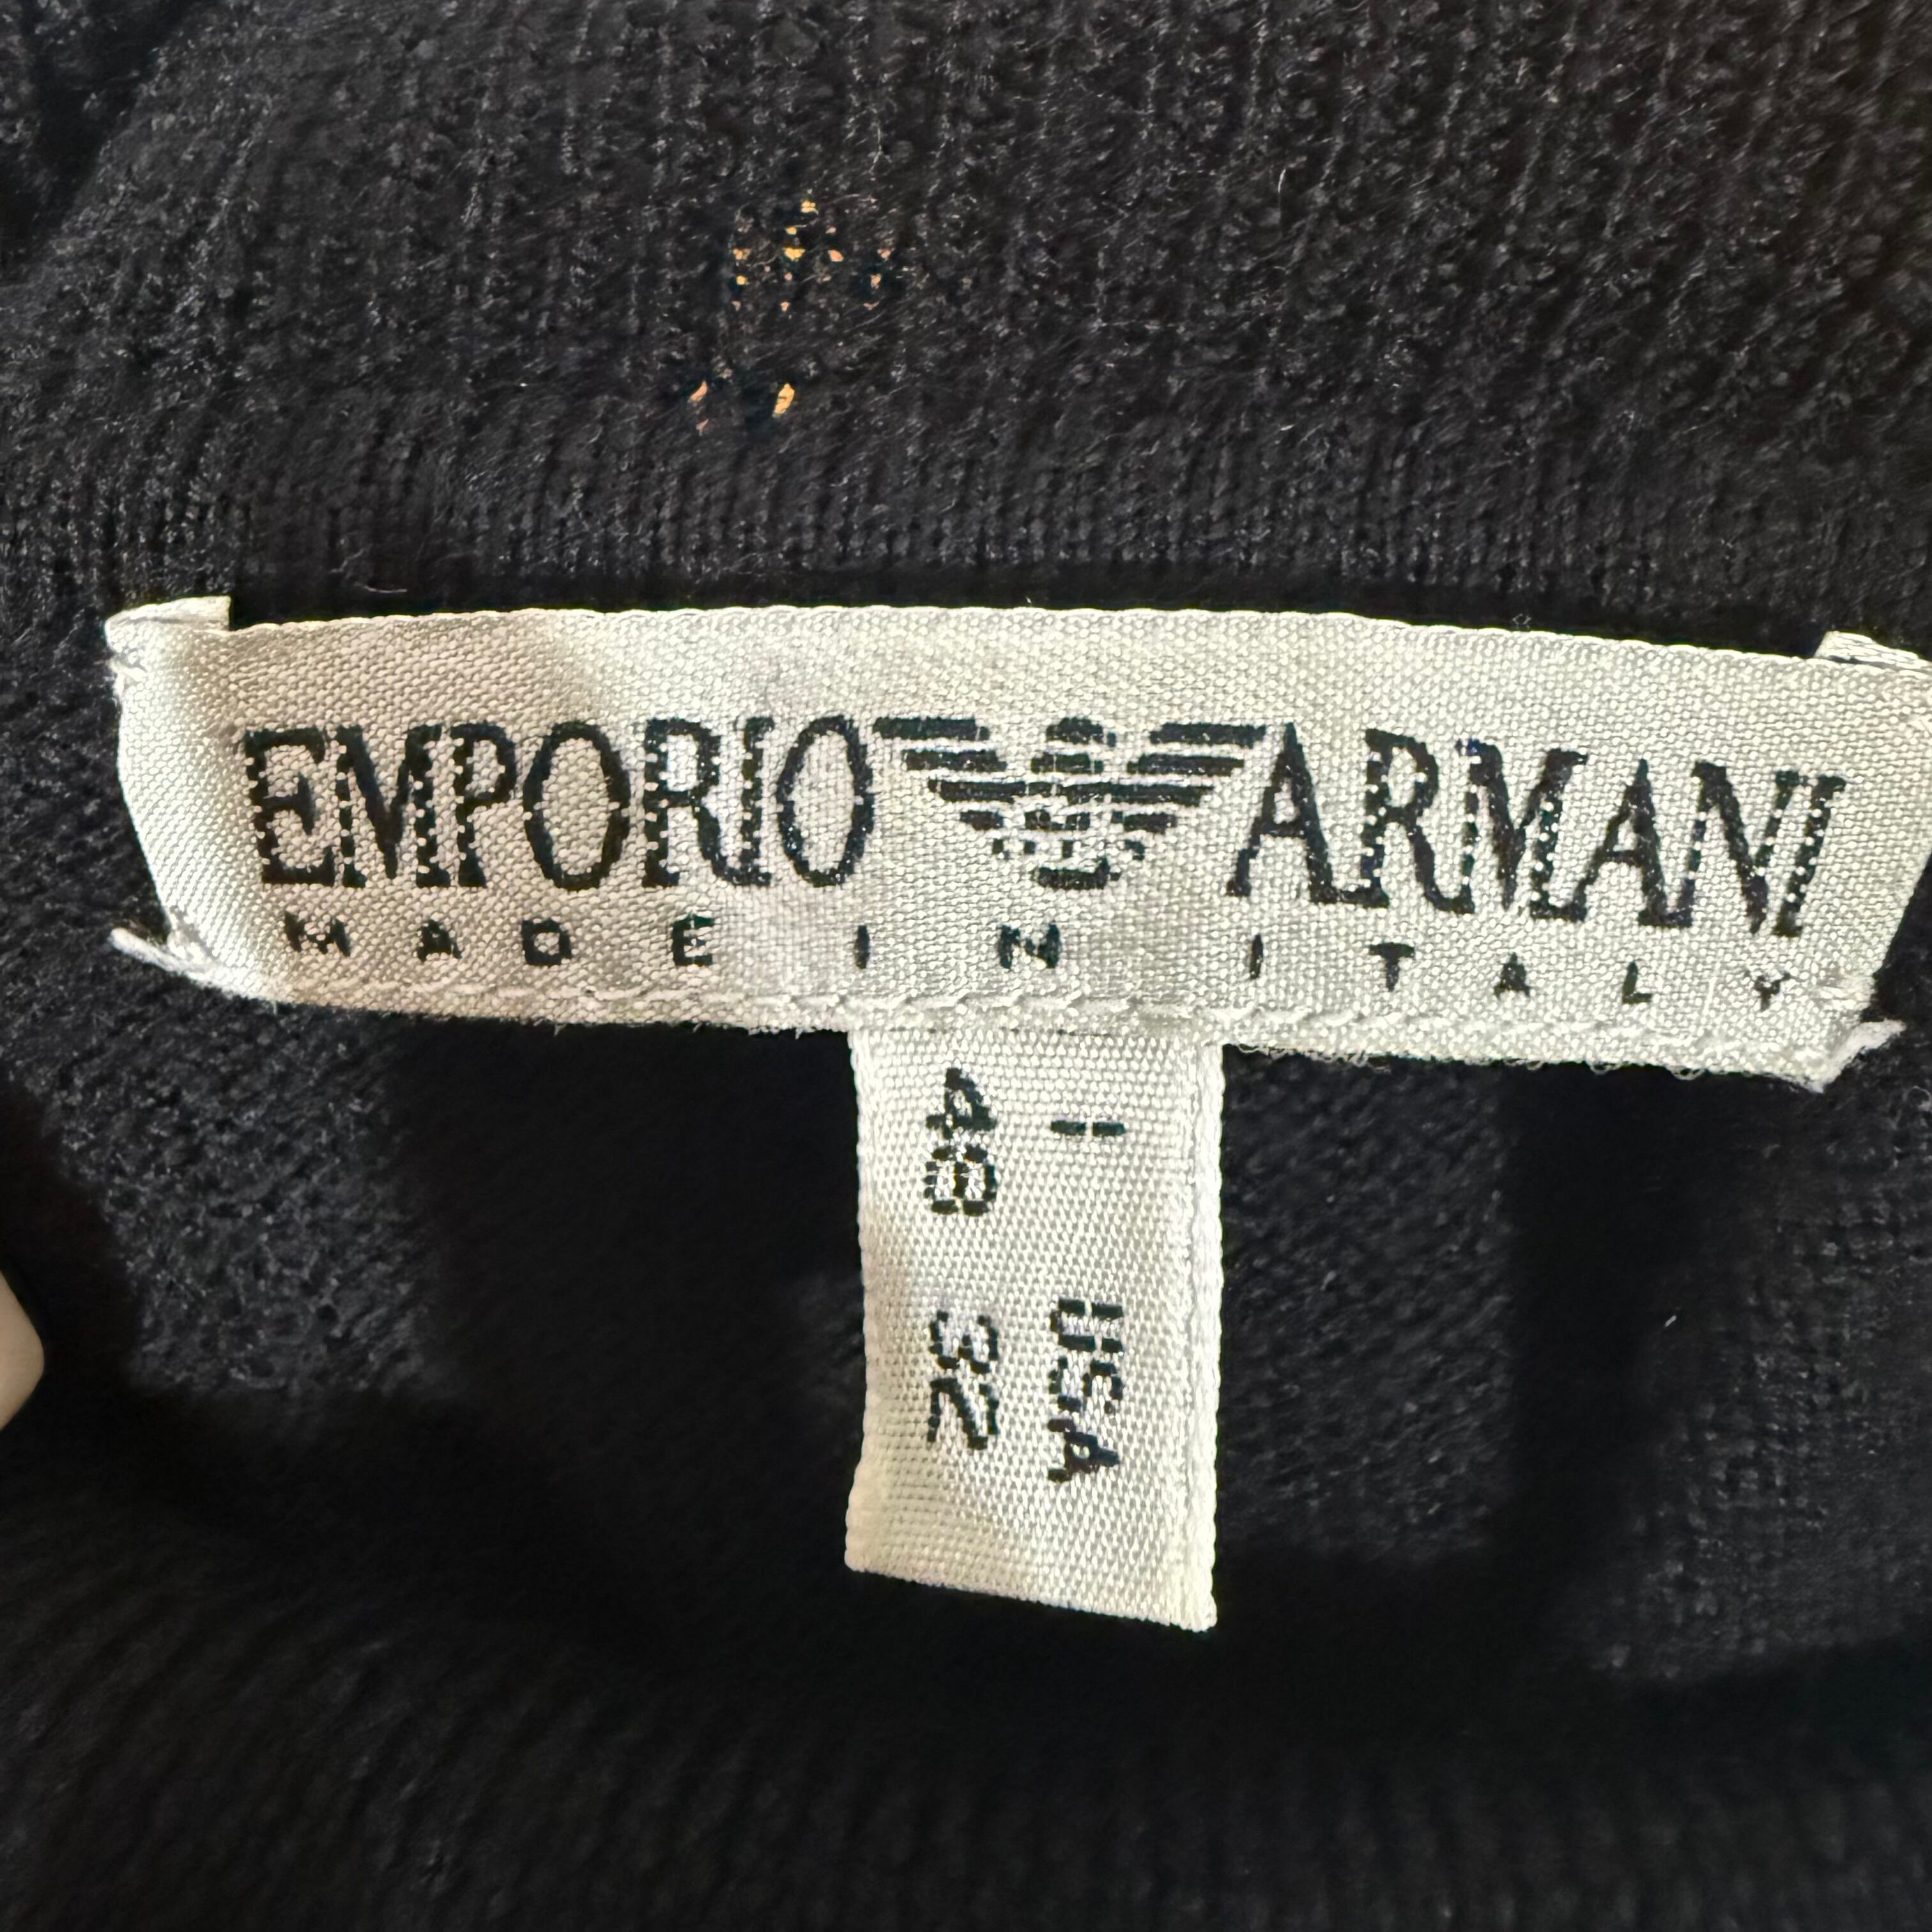 EMPORIO ARMANI
MADE IN ITALY
I USA
48 32